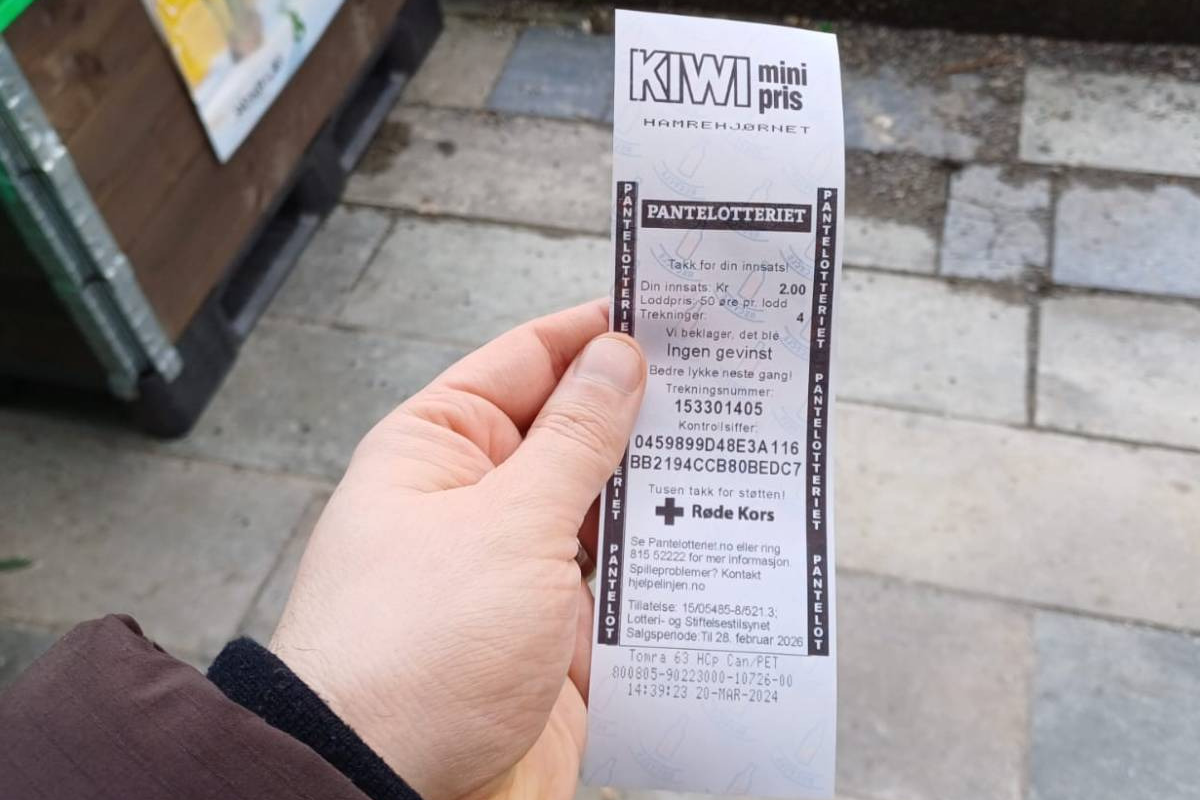 KIWI mini pris
HAMREHJØRNET
PANTELOTTERIET
Takk for din innsats!
Din innsats: Kr 2.00
Loddpris: 50 øre pr. lodd
Trekninger: 4
Vi beklager, det ble
Ingen gevinst
Bedre lykke neste gang!
Trekningsnummer:
153301405
Kontrollsiffer:
0459899D48E3A116
BB2194CCB80BEDC7
Tusen takk for støtten!
Røde Kors
Se Pantelotteriet.no eller ring
815 52222 for mer informasjon.
Spilleproblemer? Kontakt
hjelpelinjen.no
Tillatelse: 15/05485-8/521.3;
Lotteri- og Stiftelsestilsynet
Salgsperiode:Til 28. februar 2026
Tomra 63 HCp Can/PET
800805-90223000-10726-00
14:39:23 20-MAR-2024
PANTELOTTERIE
ERIET PANTELOT
PANTELOTTERIET PANTELOTTERIET PANTELOT